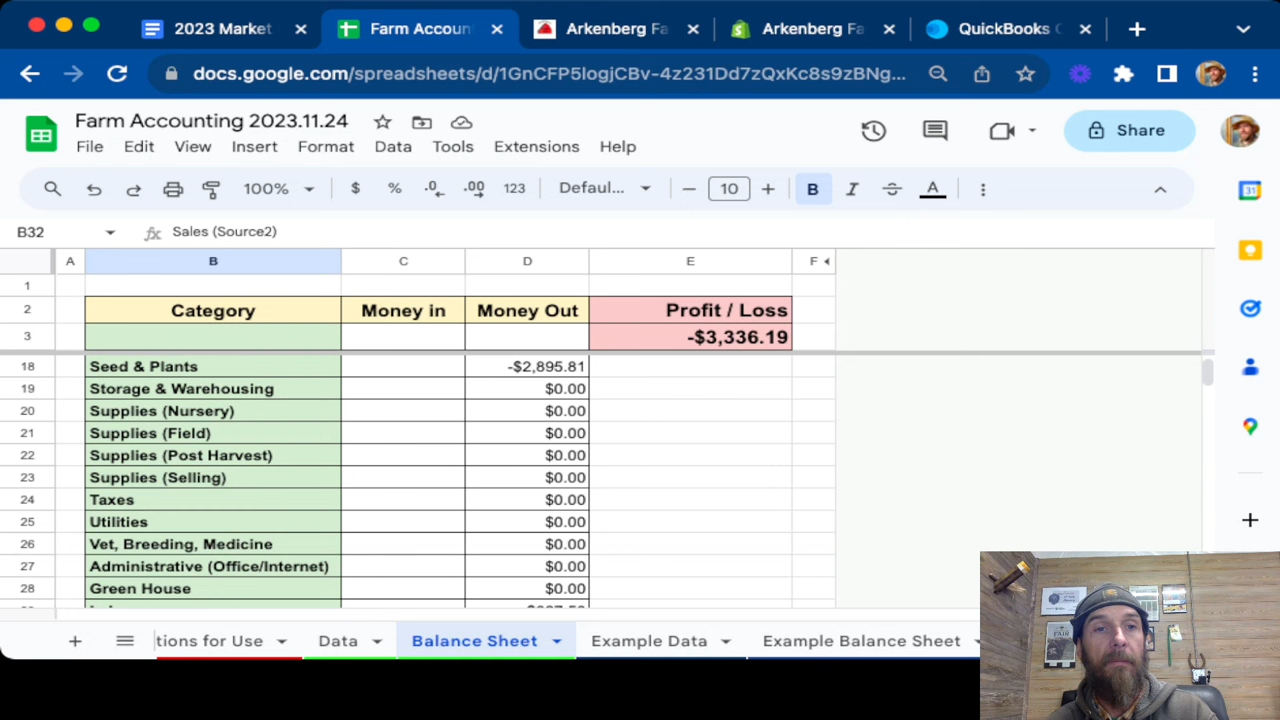 2023 Market
Farm Accoun
Arkenberg Fa
Arkenberg Fa
QuickBooks
docs.google.com/spreadsheets/d/1GnCFP5logjCBv-4z231Dd7zQxKc8s9zBNg...
Farm Accounting 2023.11.24
Share
File Edit View Insert Format Data Tools Extensions Help
100% $ % .0 .00 123 Defaul... 10 B I S A
31
B32 fx Sales (Source2)
A B C D E F
1
2 Category Money in Money Out Profit / Loss
3 -$3,336.19
18 Seed & Plants -$2,895.81
19 Storage & Warehousing $0.00
20 Supplies (Nursery) $0.00
21 Supplies (Field) $0.00
22 Supplies (Post Harvest) $0.00
23 Supplies (Selling) $0.00
24 Taxes $0.00
25 Utilities $0.00
26 Vet, Breeding, Medicine $0.00
27 Administrative (Office/Internet) $0.00
28 Green House $0.00
tions for Use Data Balance Sheet Example Data Example Balance Sheet